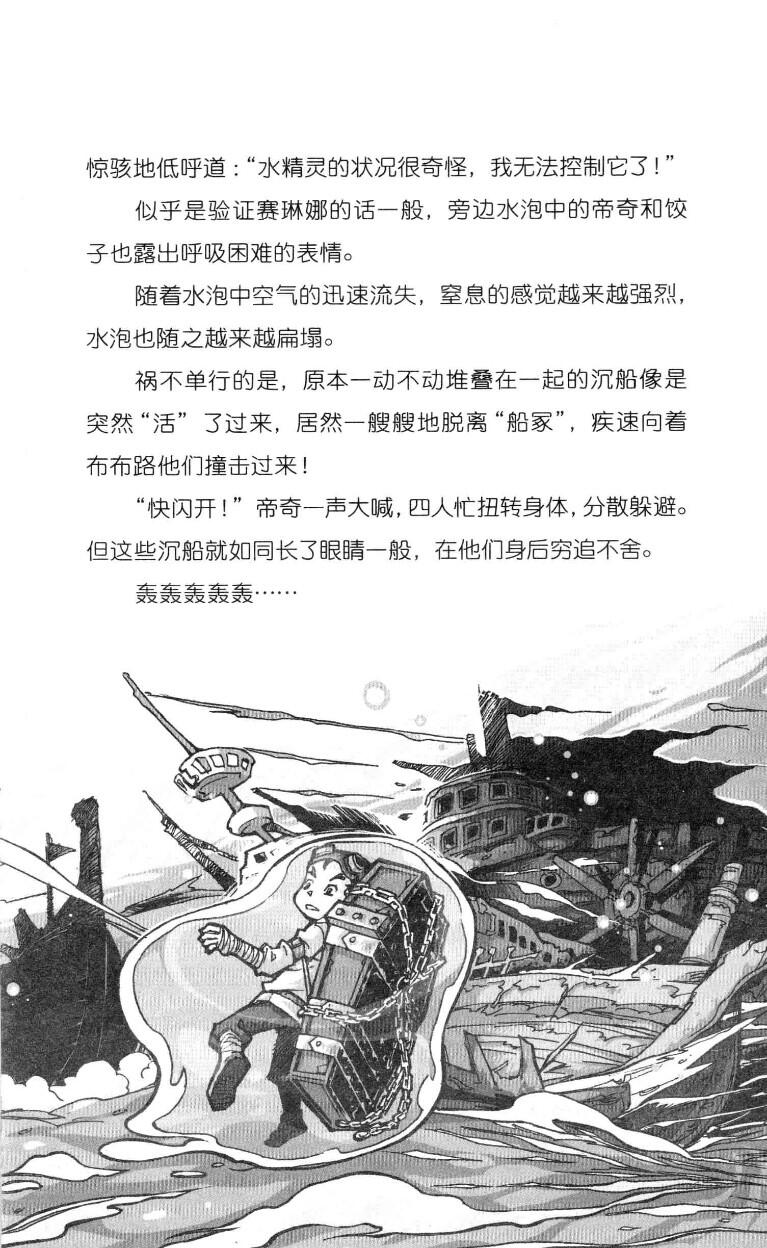 惊骇地低呼道：“水精灵的状况很奇怪，我无法控制它了！”
似乎是验证赛琳娜的话一般，旁边水泡中的帝奇和饺
子也露出呼吸困难的表情。
随着水泡中空气的迅速流失，窒息的感觉越来越强烈，
水泡也随之越来越扁塌。
祸不单行的是，原本一动不动堆叠在一起的沉船像是
突然“活”了过来，居然一艘艘地脱离“船冢”，疾速向着
布布路他们撞击过来！
“快闪开！”帝奇一声大喊，四人忙扭转身体，分散躲避。
但这些沉船就如同长了眼睛一般，在他们身后穷追不舍。
轰轰轰轰轰……